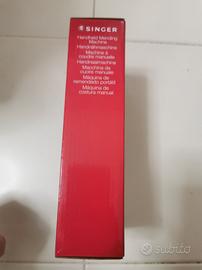 SINGER
Handheld Mending
Machine
Handnähmaschine
Machine à
coudre manuelle
Handnaaimachine
Macchina da
cucire manuale
Máquina de
remendado portátil
Máquina de
costura manual
subito